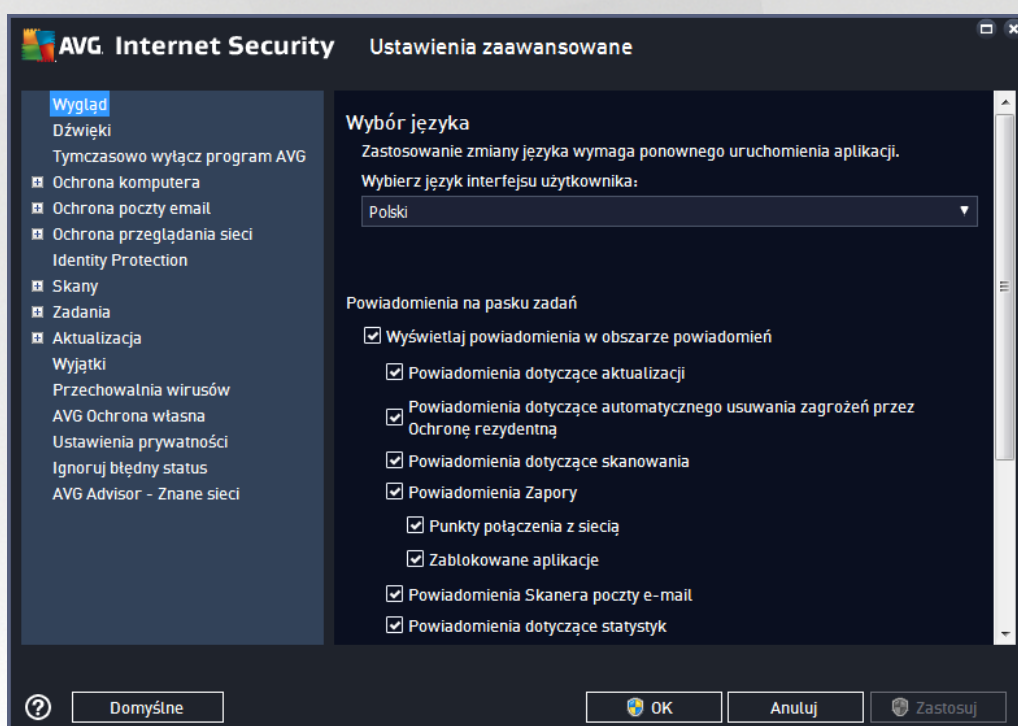 AVG. Internet Security
Ustawienia zaawansowane
Wygląd
Dźwięki
Tymczasowo wyłącz program AVG
Ochrona komputera
Ochrona poczty email
Ochrona przeglądania sieci
Identity Protection
Skany
Zadania
Aktualizacja
Wyjątki
Przechowalnia wirusów
AVG Ochrona własna
Ustawienia prywatności
Ignoruj błędny status
AVG Advisor - Znane sieci
Wybór języka
Zastosowanie zmiany języka wymaga ponownego uruchomienia aplikacji.
Wybierz język interfejsu użytkownika:
Polski
Powiadomienia na pasku zadań
Wyświetlaj powiadomienia w obszarze powiadomień
Powiadomienia dotyczące aktualizacji
Powiadomienia dotyczące automatycznego usuwania zagrożeń przez
Ochronę rezydentną
Powiadomienia dotyczące skanowania
Powiadomienia Zapory
Punkty połączenia z siecią
Zablokowane aplikacje
Powiadomienia Skanera poczty e-mail
Powiadomienia dotyczące statystyk
Domyślne
OK
Anuluj
Zastosuj